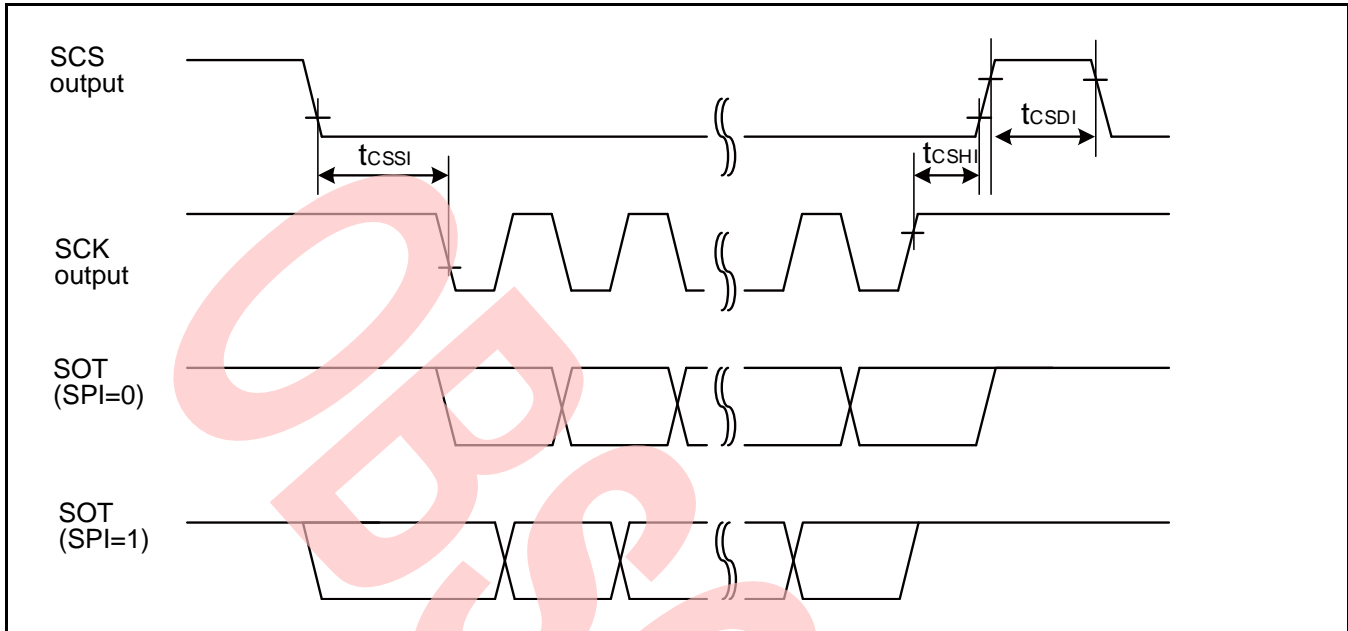 SCS
output
tCSSI
tCSHI
tCSDI
SCK
output
SOT
(SPI=0)
SOT
(SPI=1)
OBS